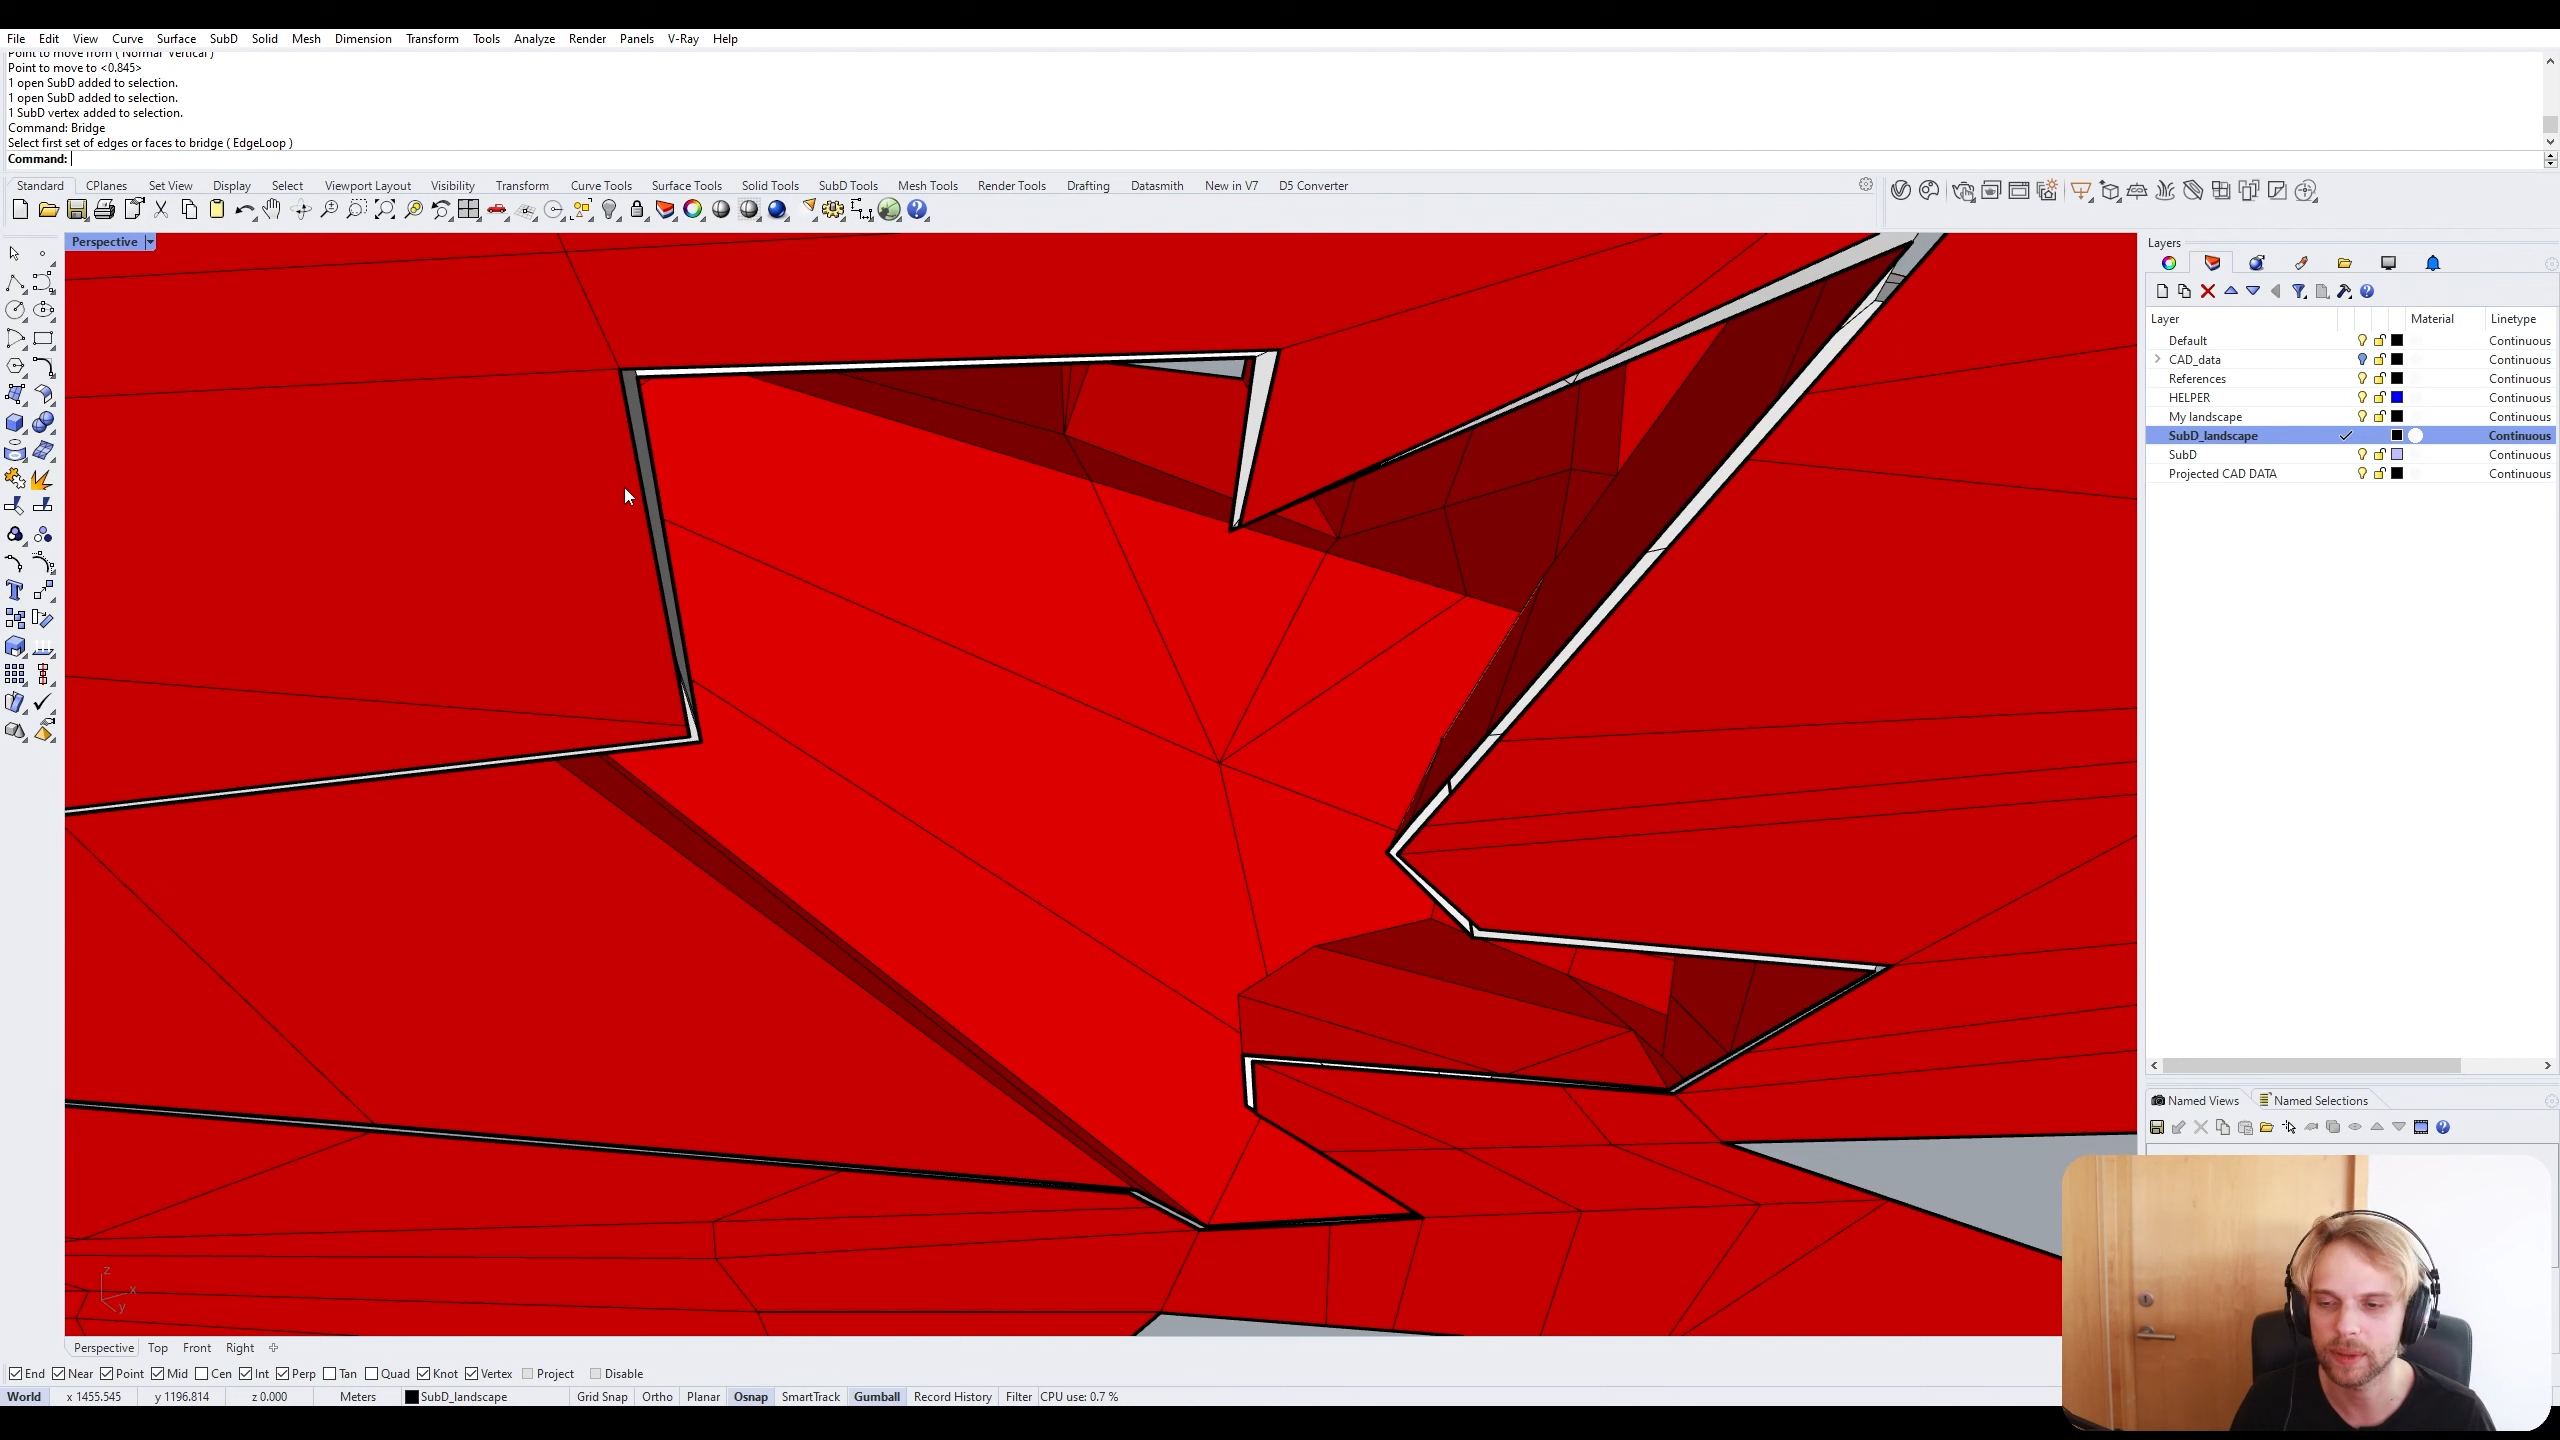 File Edit View Curve Surface SubD Solid Mesh Dimension Transform Tools Analyze Render Panels V-Ray Help
Point to move from ( Normal Vertical )
Point to move to <0.845>
1 open SubD added to selection.
1 open SubD added to selection.
1 SubD vertex added to selection.
Command: Bridge
Select first set of edges or faces to bridge ( EdgeLoop )
Command:
Standard CPlanes Set View Display Select Viewport Layout Visibility Transform Curve Tools Surface Tools Solid Tools SubD Tools Mesh Tools Render Tools Drafting Datasmith New in V7 D5 Converter
Perspective
Layers
Layer Material Linetype
Default Continuous
CAD_data Continuous
References Continuous
HELPER Continuous
My landscape Continuous
SubD_landscape Continuous
SubD Continuous
Projected CAD DATA Continuous
Named Views Named Selections
z
x
y
Perspective Top Front Right
End Near Point Mid Cen Int Perp Tan Quad Knot Vertex Project Disable
World x 1455.545 y 1196.814 z 0.000 Meters SubD_landscape Grid Snap Ortho Planar Osnap SmartTrack Gumball Record History Filter CPU use: 0.7 %